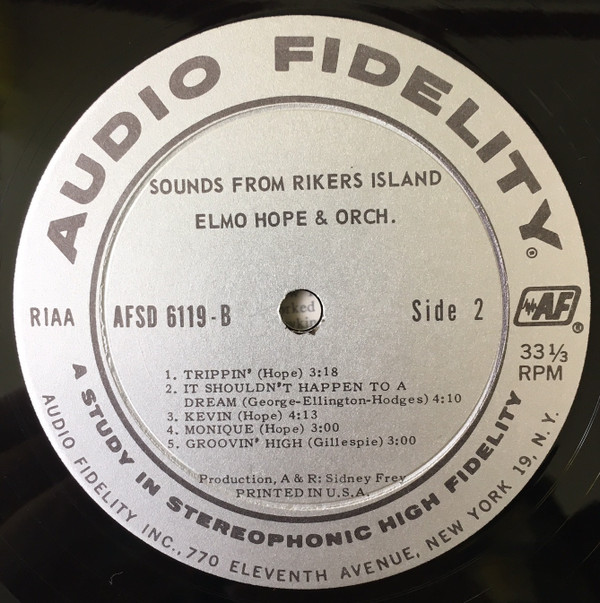 AUDIO FIDELITY®
SOUNDS FROM RIKERS ISLAND
ELMO HOPE & ORCH.
RIAA
AFSD 6119-B
Side 2
AF®
33 1/3
RPM
1. TRIPPIN' (Hope) 3:18
2. IT SHOULDN'T HAPPEN TO A
DREAM (George-Ellington-Hodges) 4:10
3. KEVIN (Hope) 4:13
4. MONIQUE (Hope) 3:00
5. GROOVIN' HIGH (Gillespie) 3:00
Production, A & R: Sidney Frey
PRINTED IN U.S.A.
A STUDY IN STEREOPHONIC HIGH FIDELITY
AUDIO FIDELITY INC., 770 ELEVENTH AVENUE, NEW YORK 19, N.Y.